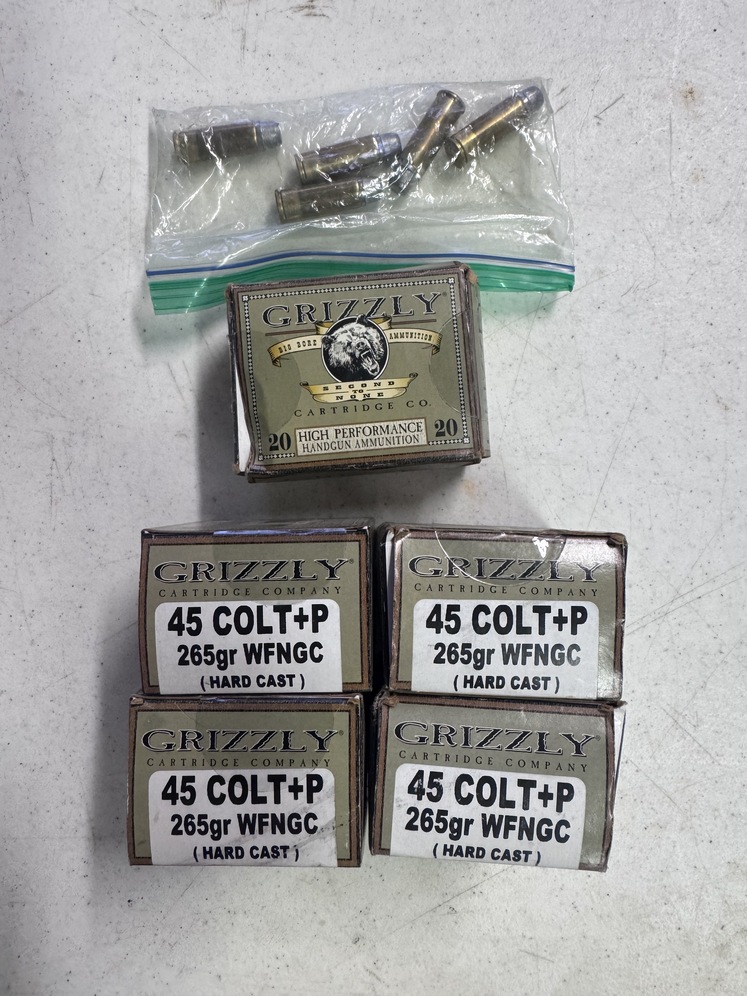 GRIZZLY
BIG BORE AMMUNITION
SECOND
TO
NONE
CARTRIDGE CO.
20 HIGH PERFORMANCE 20
HANDGUN AMMUNITION
GRIZZLY®
CARTRIDGE COMPANY
45 COLT+P
265gr WFNGC
( HARD CAST )
GRIZZLY®
CARTRIDGE COMPANY
45 COLT+P
265gr WFNGC
( HARD CAST )
GRIZZLY®
CARTRIDGE COMPANY
45 COLT+P
265gr WFNGC
( HARD CAST )
GRIZZLY®
CARTRIDGE COMPANY
45 COLT+P
265gr WFNGC
( HARD CAST )